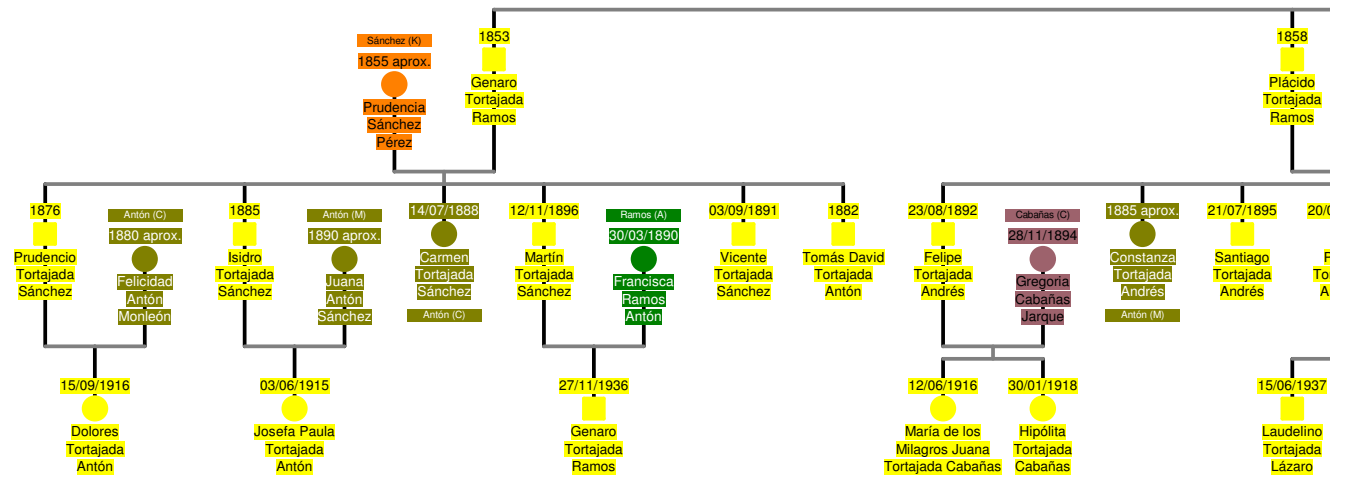 Sánchez (K)
1855 aprox.
Prudencia
Sánchez
Pérez
1853
Genaro
Tortajada
Ramos
1858
Plácido
Tortajada
Ramos
1876
Prudencio
Tortajada
Sánchez
Antón (C)
1880 aprox.
Felicidad
Antón
Monleón
1885
Isidro
Tortajada
Sánchez
Antón (M)
1890 aprox.
Juana
Antón
Sánchez
14/07/1888
Carmen
Tortajada
Sánchez
Antón (C)
12/11/1896
Martín
Tortajada
Sánchez
Ramos (A)
30/03/1890
Francisca
Ramos
Antón
03/09/1891
Vicente
Tortajada
Sánchez
1882
Tomás David
Tortajada
Antón
23/08/1892
Felipe
Tortajada
Andrés
Cabañas (C)
28/11/1894
Gregoria
Cabañas
Jarque
1885 aprox.
Constanza
Tortajada
Andrés
Antón (M)
21/07/1895
Santiago
Tortajada
Andrés
15/09/1916
Dolores
Tortajada
Antón
03/06/1915
Josefa Paula
Tortajada
Antón
27/11/1936
Genaro
Tortajada
Ramos
12/06/1916
María de los
Milagros Juana
Tortajada Cabañas
30/01/1918
Hipólita
Tortajada
Cabañas
15/06/1937
Laudelino
Tortajada
Lázaro